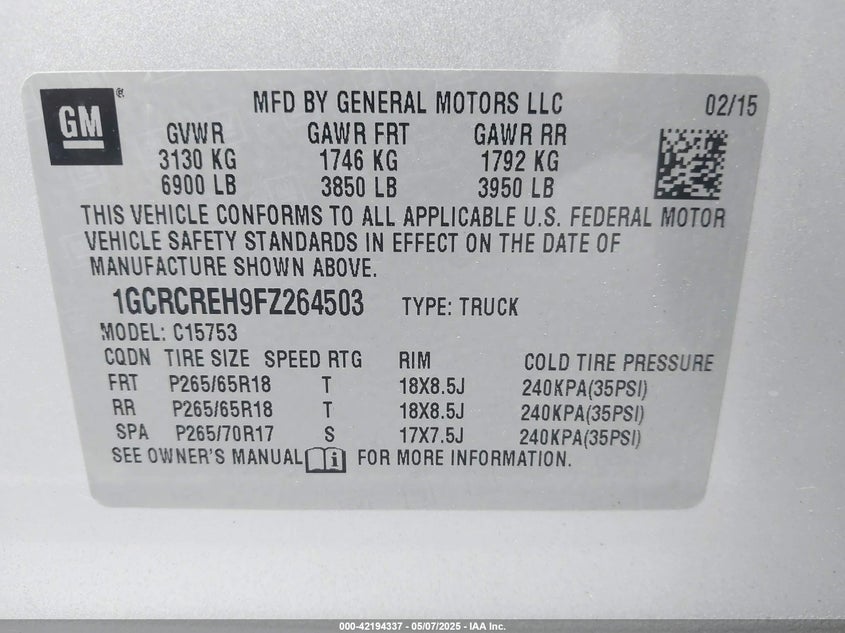 GM® MFD BY GENERAL MOTORS LLC 02/15
GVWR GAWR FRT GAWR RR
3130 KG 1746 KG 1792 KG
6900 LB 3850 LB 3950 LB
THIS VEHICLE CONFORMS TO ALL APPLICABLE U.S. FEDERAL MOTOR
VEHICLE SAFETY STANDARDS IN EFFECT ON THE DATE OF
MANUFACTURE SHOWN ABOVE.
1GCRCREH9FZ264503 TYPE: TRUCK
MODEL: C15753
CQDN TIRE SIZE SPEED RTG RIM COLD TIRE PRESSURE
FRT P265/65R18 T 18X8.5J 240KPA(35PSI)
RR P265/65R18 T 18X8.5J 240KPA(35PSI)
SPA P265/70R17 S 17X7.5J 240KPA(35PSI)
SEE OWNER'S MANUAL i FOR MORE INFORMATION.
000-42194337 - 05/07/2025 - IAA Inc.